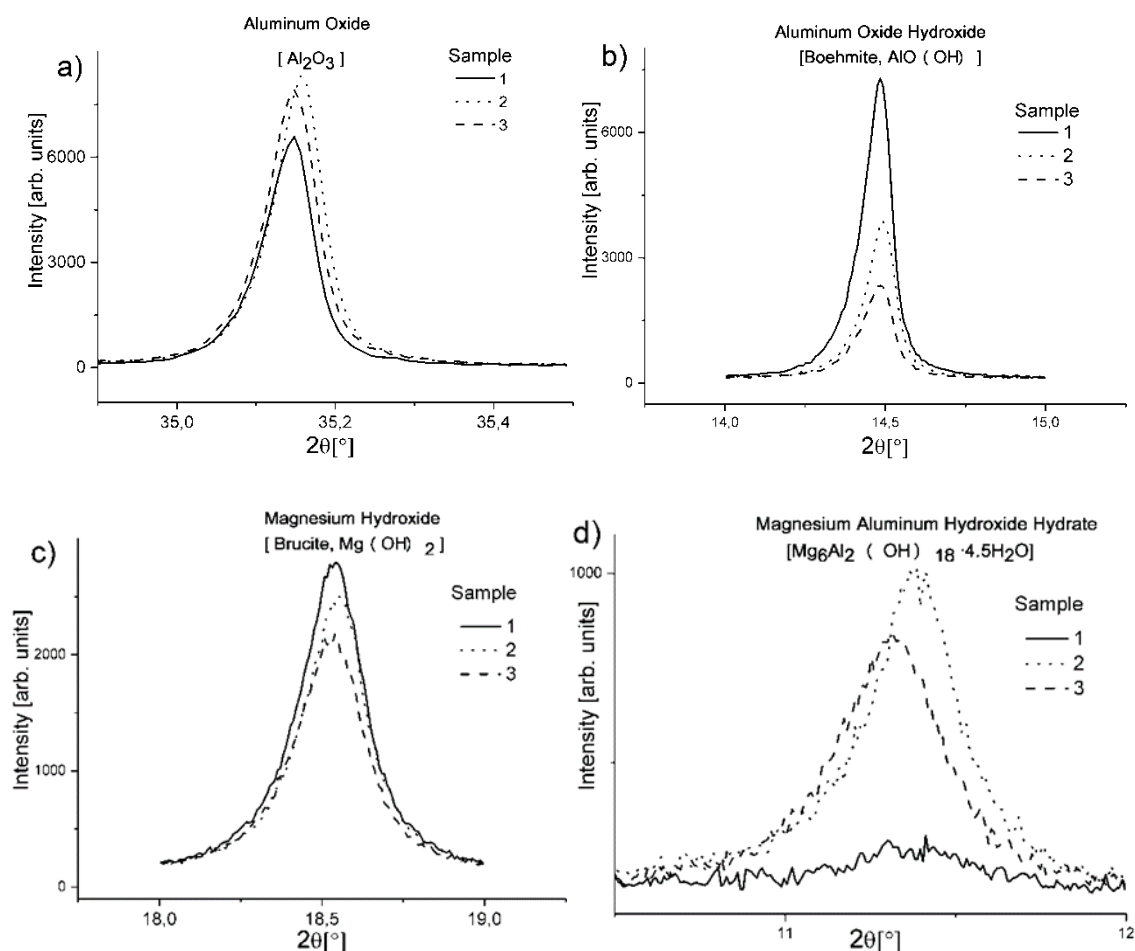 a)
Aluminum Oxide
[ Al₂O₃ ]
Sample
1
2
3
6000
3000
0
Intensity [arb. units]
35,0
35,2
35,4
2θ[°]
b)
Aluminum Oxide Hydroxide
[Boehmite, AlO ( OH) ]
Sample
1
2
3
6000
3000
0
Intensity [arb. units]
14,0
14,5
15,0
2θ[°]
c)
Magnesium Hydroxide
[ Brucite, Mg ( OH) 2 ]
Sample
1
2
3
2000
1000
0
Intensity [arb. units]
18,0
18,5
19,0
2θ[°]
d)
Magnesium Aluminum Hydroxide Hydrate
[Mg₆Al₂ ( OH) 18 ·4.5H₂O]
Sample
1
2
3
1000
Intensity [arb. units]
11
12
2θ[°]